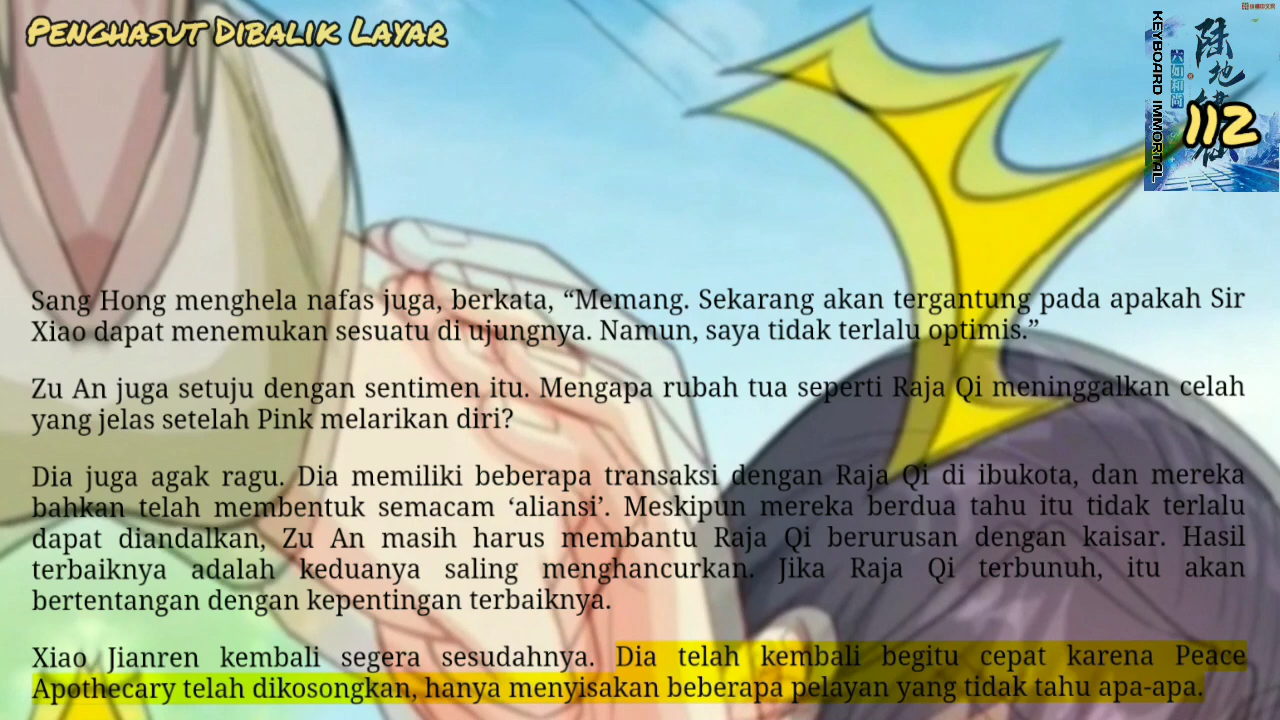 Penghasut Dibalik Layar
KEYBOARD IMMORTAL
六如和尚
陆地
112
Sang Hong menghela nafas juga, berkata, “Memang. Sekarang akan tergantung pada apakah Sir
Xiao dapat menemukan sesuatu di ujungnya. Namun, saya tidak terlalu optimis.”
Zu An juga setuju dengan sentimen itu. Mengapa rubah tua seperti Raja Qi meninggalkan celah
yang jelas setelah Pink melarikan diri?
Dia juga agak ragu. Dia memiliki beberapa transaksi dengan Raja Qi di ibukota, dan mereka
bahkan telah membentuk semacam ‘aliansi’. Meskipun mereka berdua tahu itu tidak terlalu
dapat diandalkan, Zu An masih harus membantu Raja Qi berurusan dengan kaisar. Hasil
terbaiknya adalah keduanya saling menghancurkan. Jika Raja Qi terbunuh, itu akan
bertentangan dengan kepentingan terbaiknya.
Xiao Jianren kembali segera sesudahnya. Dia telah kembali begitu cepat karena Peace
Apothecary telah dikosongkan, hanya menyisakan beberapa pelayan yang tidak tahu apa-apa.